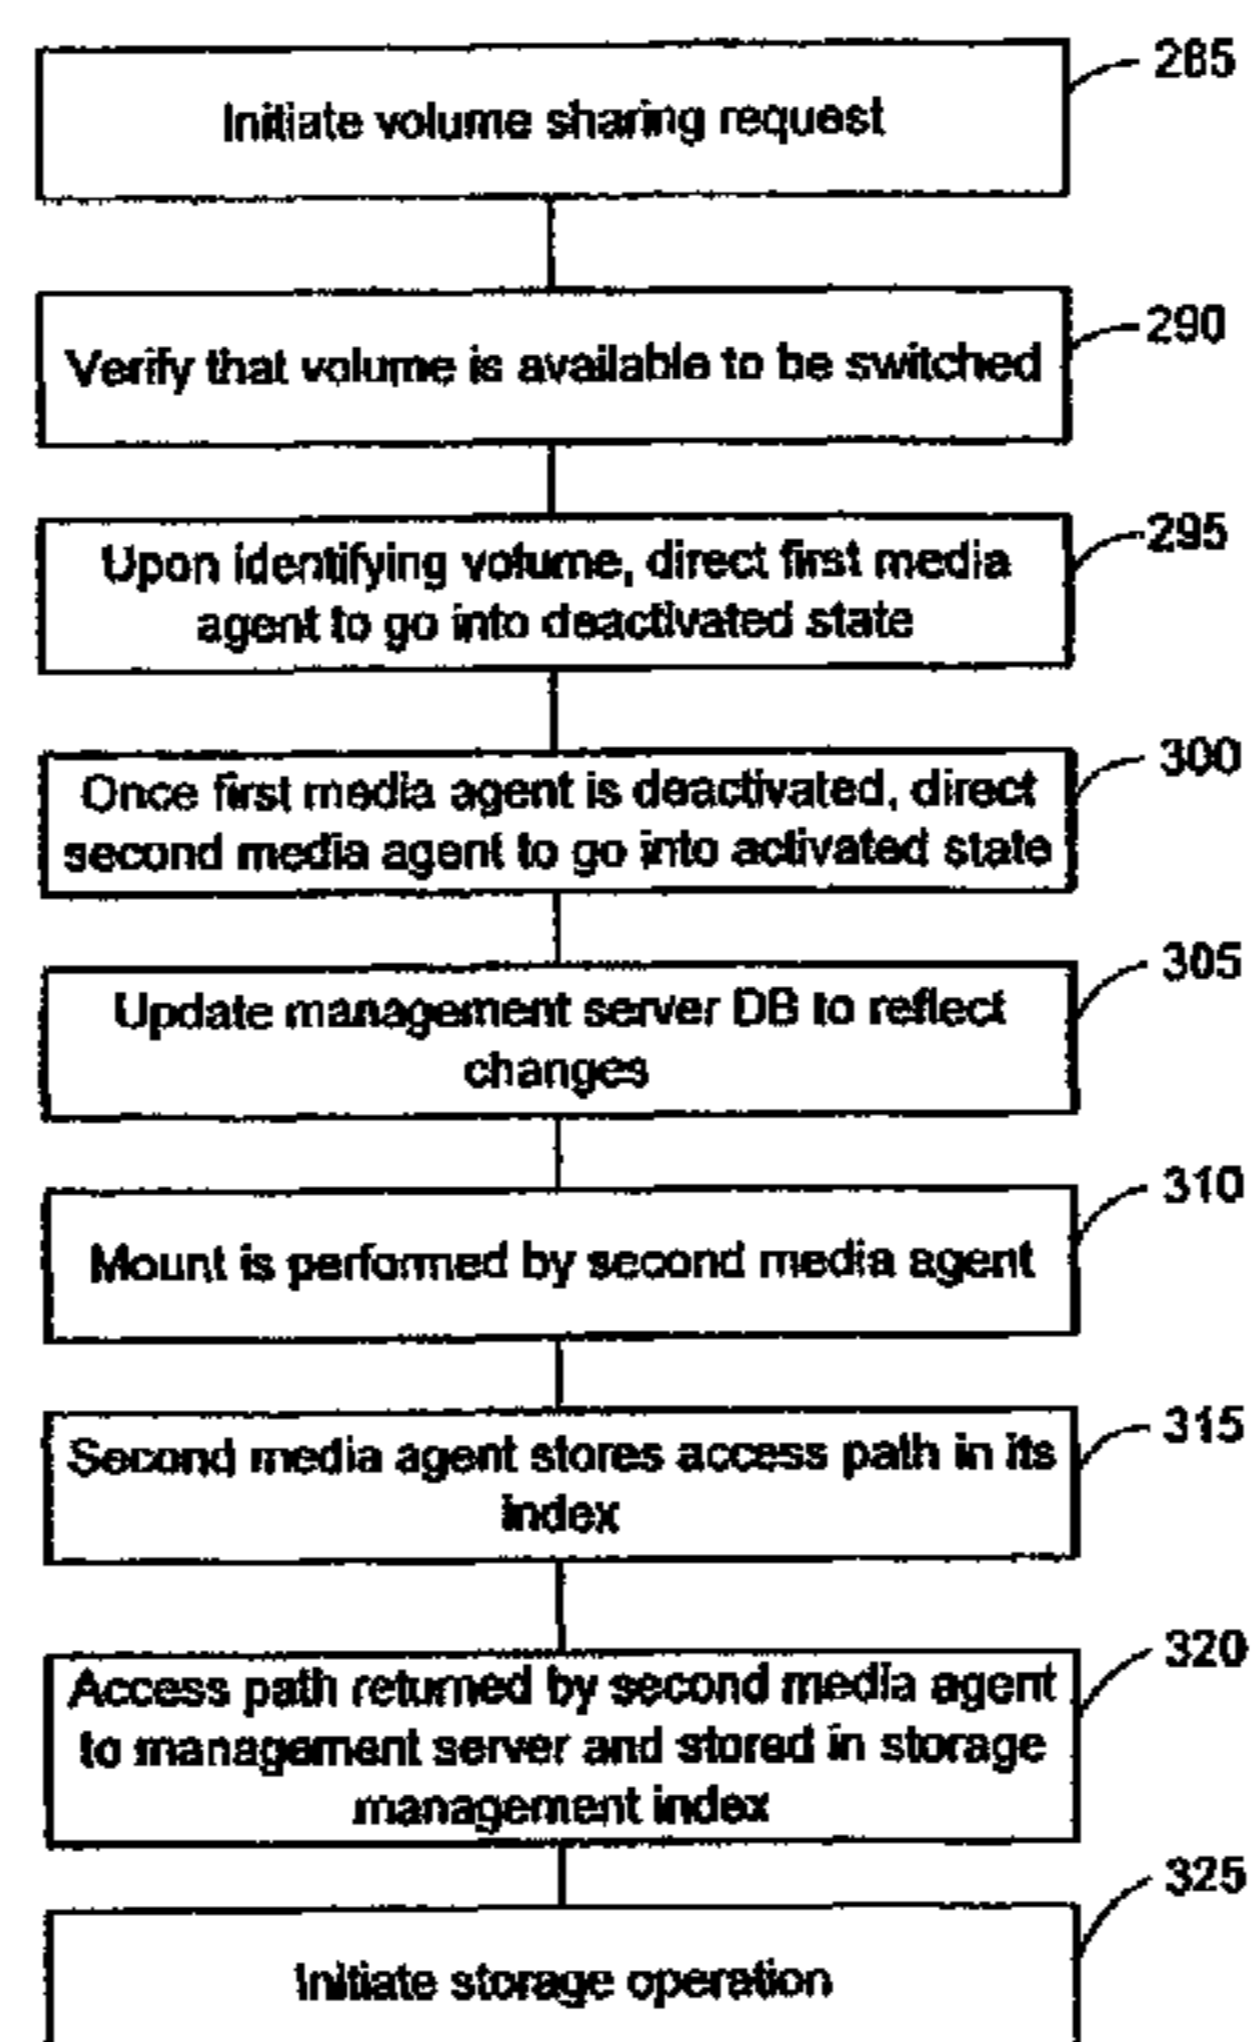 Initiate volume sharing request
285
Verify that volume is available to be switched
290
Upon identifying volume, direct first media
agent to go into deactivated state
295
Once first media agent is deactivated, direct
second media agent to go into activated state
300
Update management server DB to reflect
changes
305
Mount is performed by second media agent
310
Second media agent stores access path in its
index
315
Access path returned by second media agent
to management server and stored in storage
management index
320
Initiate storage operation
325